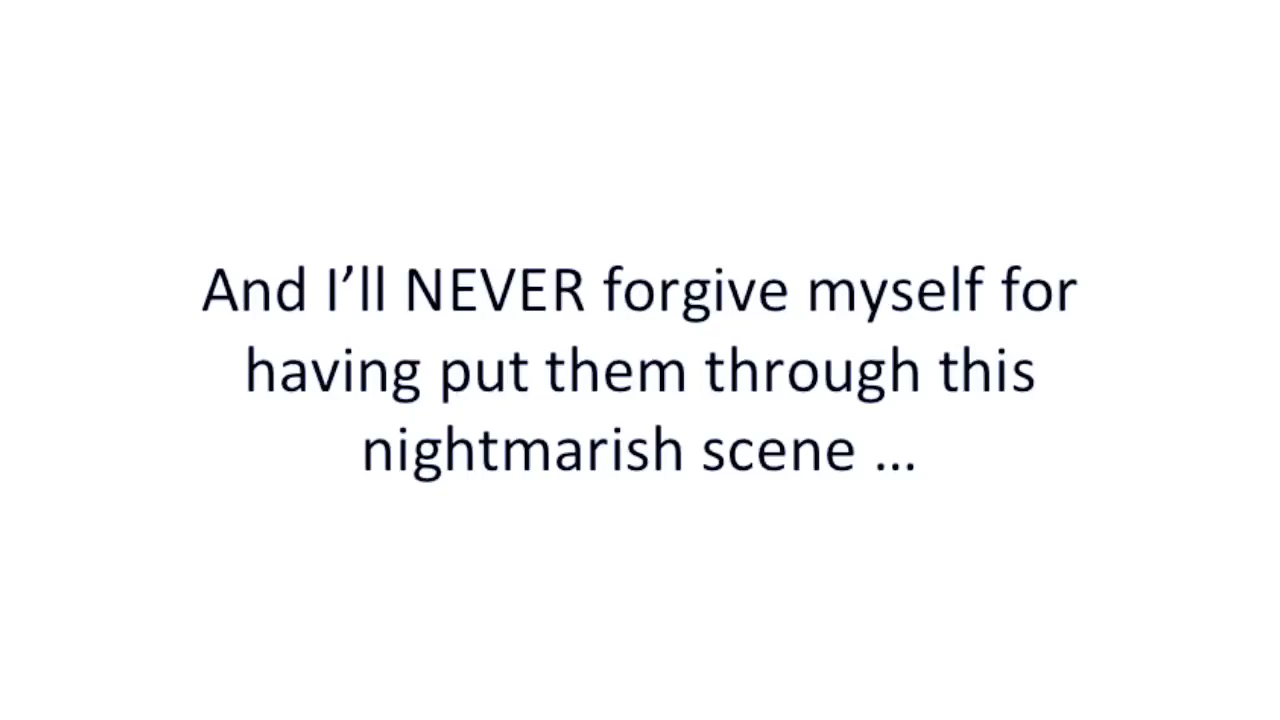 And I’ll NEVER forgive myself for
having put them through this
nightmarish scene …